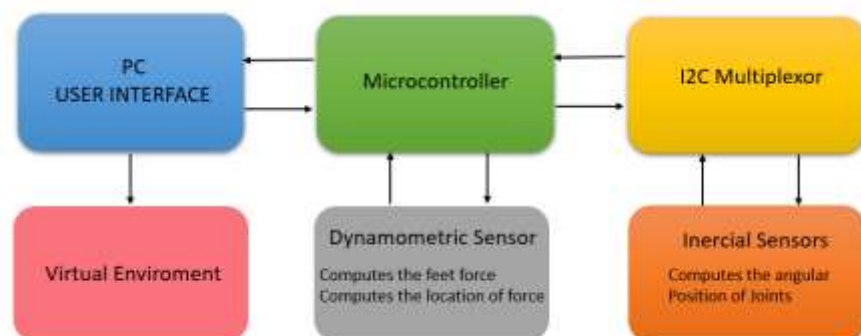 PC
USER INTERFACE
Microcontroller
I2C Multiplexor
Virtual Enviroment
Dynamometric Sensor
Computes the feet force
Computes the location of force
Inercial Sensors
Computes the angular
Position of Joints